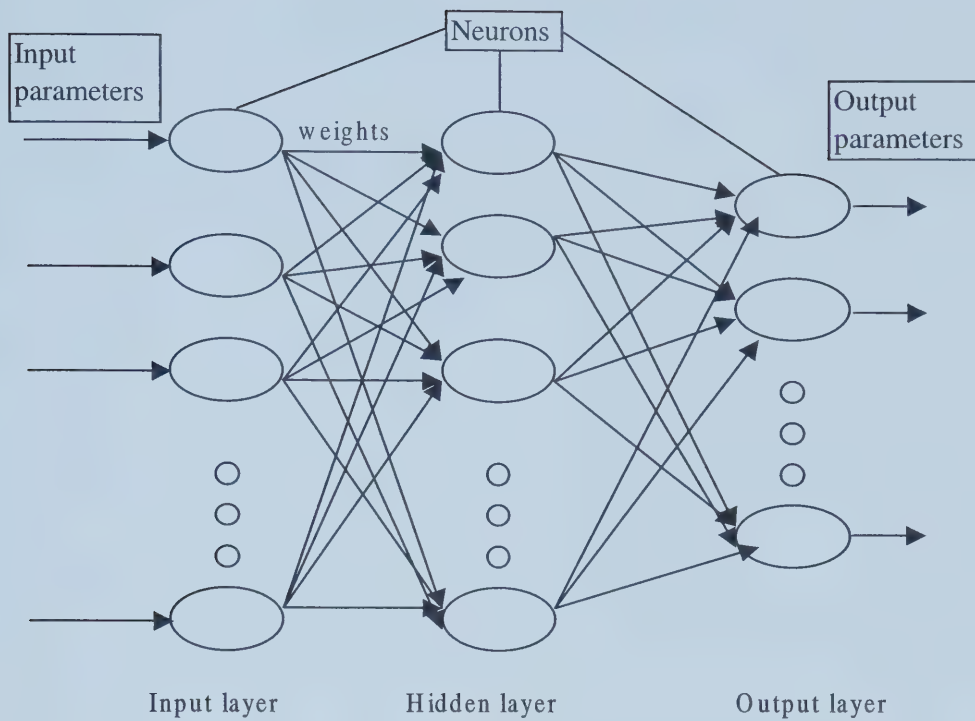 Neurons
Input
parameters
Output
parameters
weights
Input layer
Hidden layer
Output layer